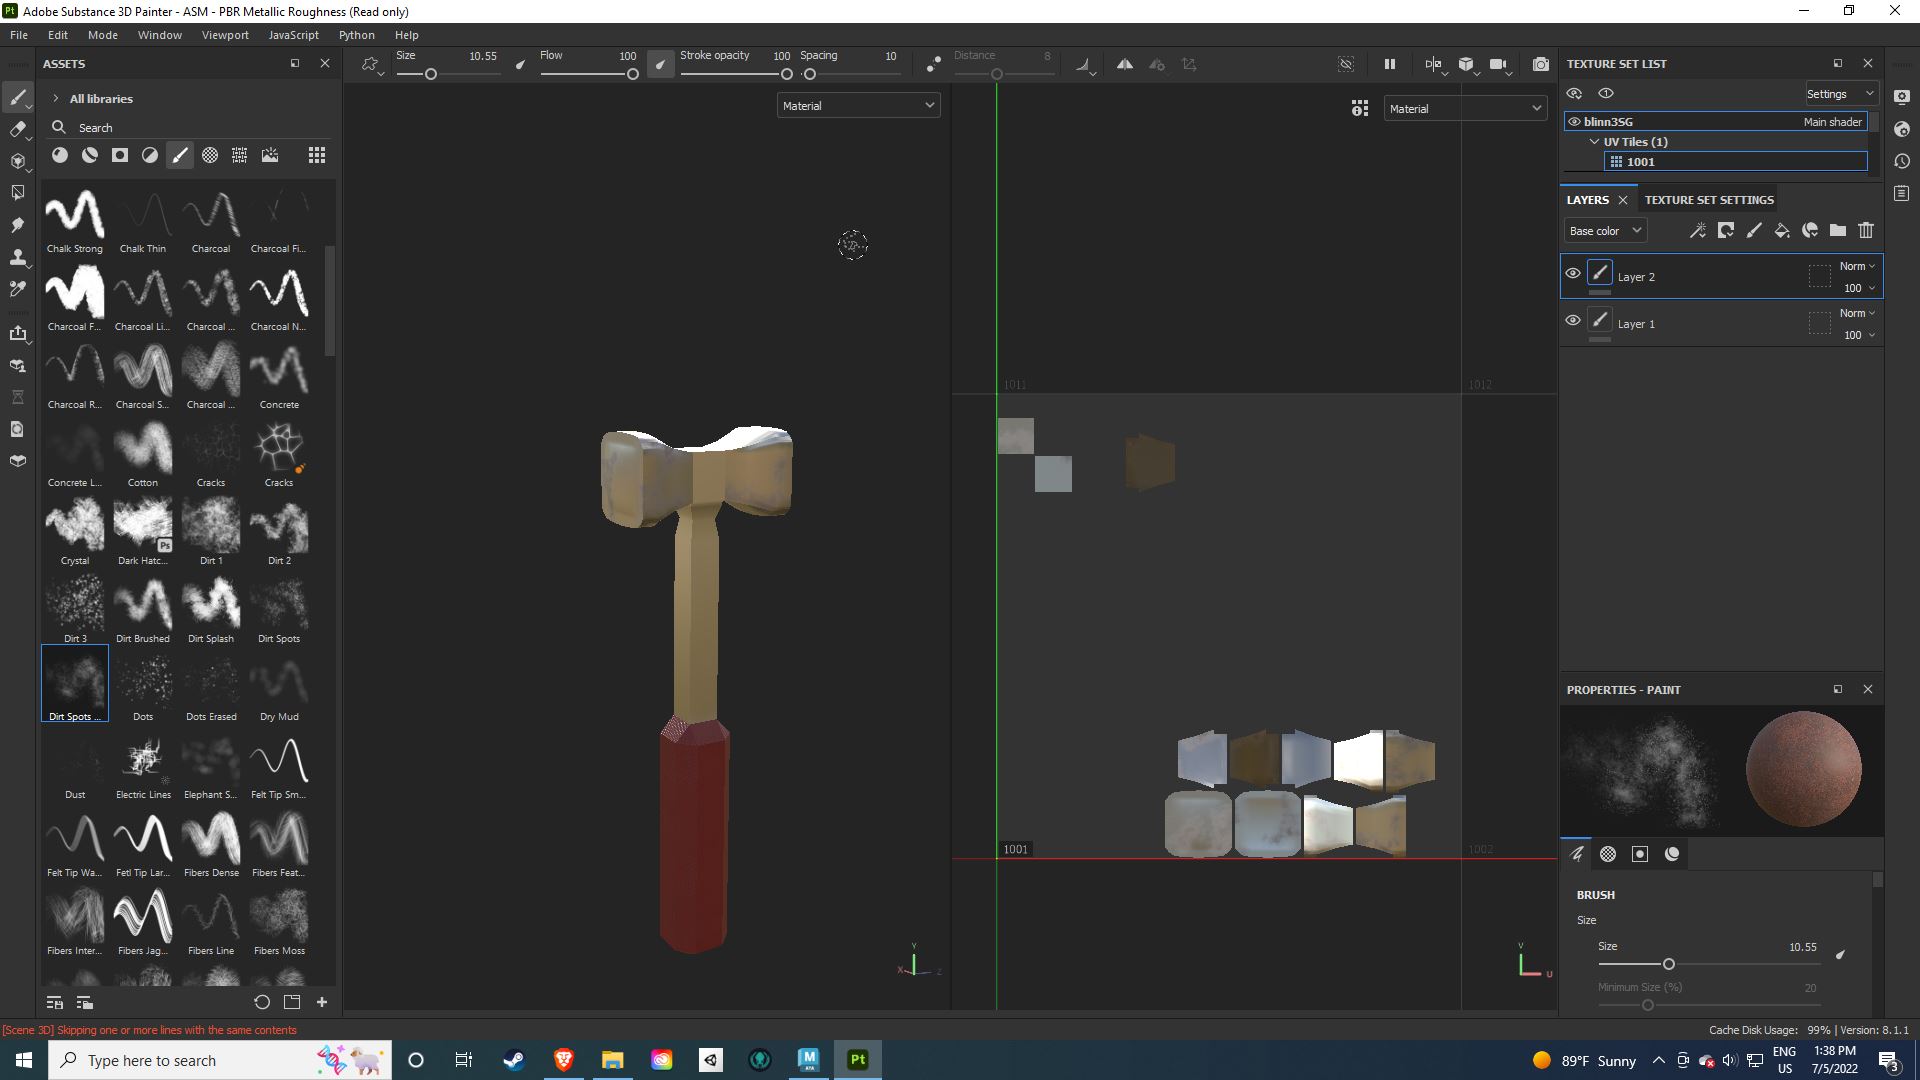 Adobe Substance 3D Painter - ASM - PBR Metallic Roughness (Read only)
File Edit Mode Window Viewport JavaScript Python Help
ASSETS
Size 10.55 Flow 100 Stroke opacity 100 Spacing 10 Distance 8
TEXTURE SET LIST
All libraries
Search
Material
Material
Settings
blinn3SG Main shader
UV Tiles (1)
1001
LAYERS TEXTURE SET SETTINGS
Base color
Layer 2 Norm
100
Layer 1 Norm
100
Chalk Strong Chalk Thin Charcoal Charcoal Fi...
Charcoal F... Charcoal Li... Charcoal ... Charcoal N...
Charcoal R... Charcoal S... Charcoal ... Concrete
Concrete L... Cotton Cracks Cracks
Crystal Dark Hatc... Dirt 1 Dirt 2
Ps
Dirt 3 Dirt Brushed Dirt Splash Dirt Spots
Dirt Spots ... Dots Dots Erased Dry Mud
Dust Electric Lines Elephant S... Felt Tip Sm...
Felt Tip Wa... Fetl Tip Lar... Fibers Dense Fibers Feat...
Fibers Inter... Fibers Jag... Fibers Line Fibers Moss
1011 1012
1001 1002
Y
X Z
V
U
PROPERTIES - PAINT
BRUSH
Size
Size 10.55
Minimum Size (%) 20
[Scene 3D] Skipping one or more lines with the same contents
Cache Disk Usage: 99% | Version: 8.1.1
Type here to search
M
Pt
89°F Sunny
ENG
US
1:38 PM
7/5/2022
3